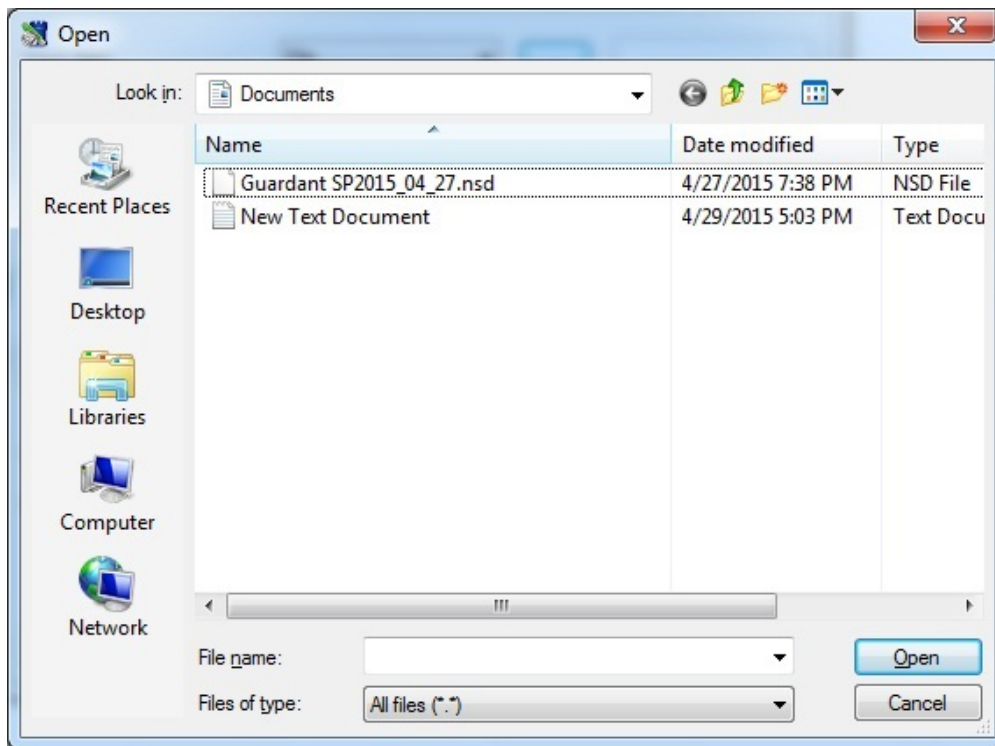 Open
Look in: Documents
Name Date modified Type
Guardant SP2015_04_27.nsd 4/27/2015 7:38 PM NSD File
New Text Document 4/29/2015 5:03 PM Text Docu
Recent Places
Desktop
Libraries
Computer
Network
File name: Open
Files of type: All files (*.*) Cancel